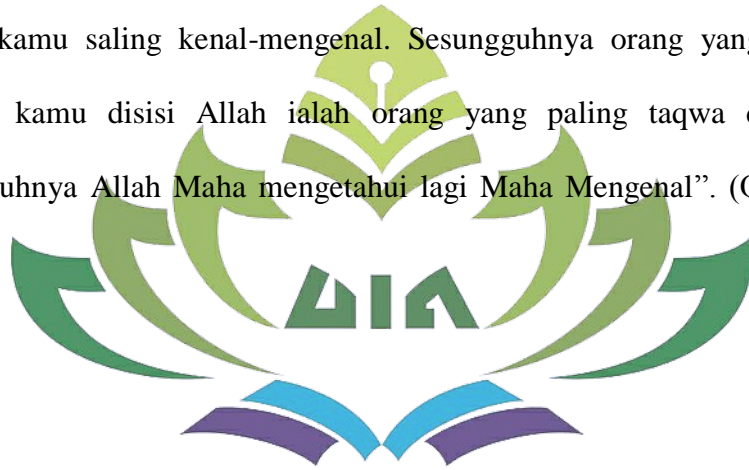 kamu saling kenal-mengenal. Sesungguhnya orang yang
kamu disisi Allah ialah orang yang paling taqwa
uhnya Allah Maha mengetahui lagi Maha Mengenal”. (
UIN